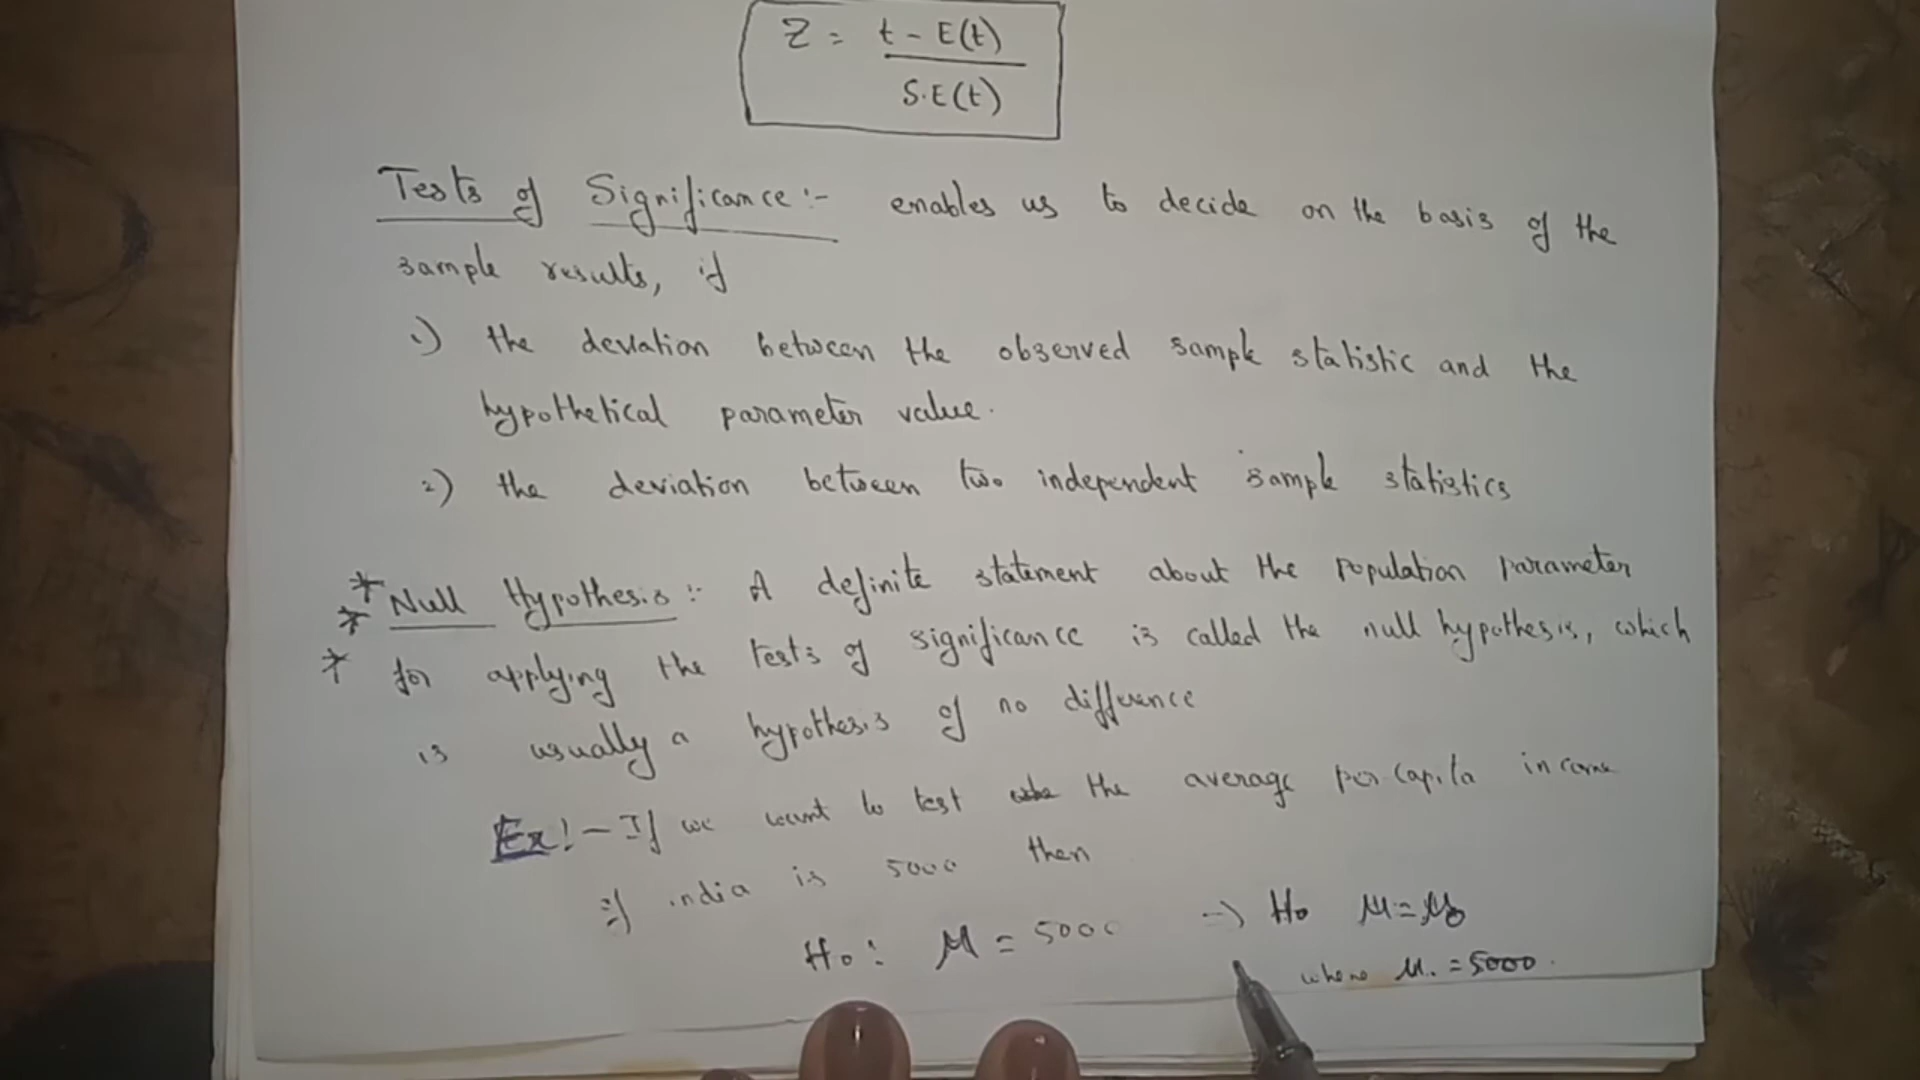 Z = t - E(t)
S.E(t)
Tests of Significance :- enables us to decide on the basis of the
sample results, if
1) the deviation between the observed sample statistic and the
hypothetical parameter value.
2) the deviation between two independent sample statistics
* Null Hypothesis :- A definite statement about the population parameter
* for applying the tests of significance is called the null hypothesis, which
* is usually a hypothesis of no difference
Ex! - If we want to test the average per capita income
of india is 5000 then
H0 : μ = 5000 → H0 μ = μ0
where μ0 = 5000.